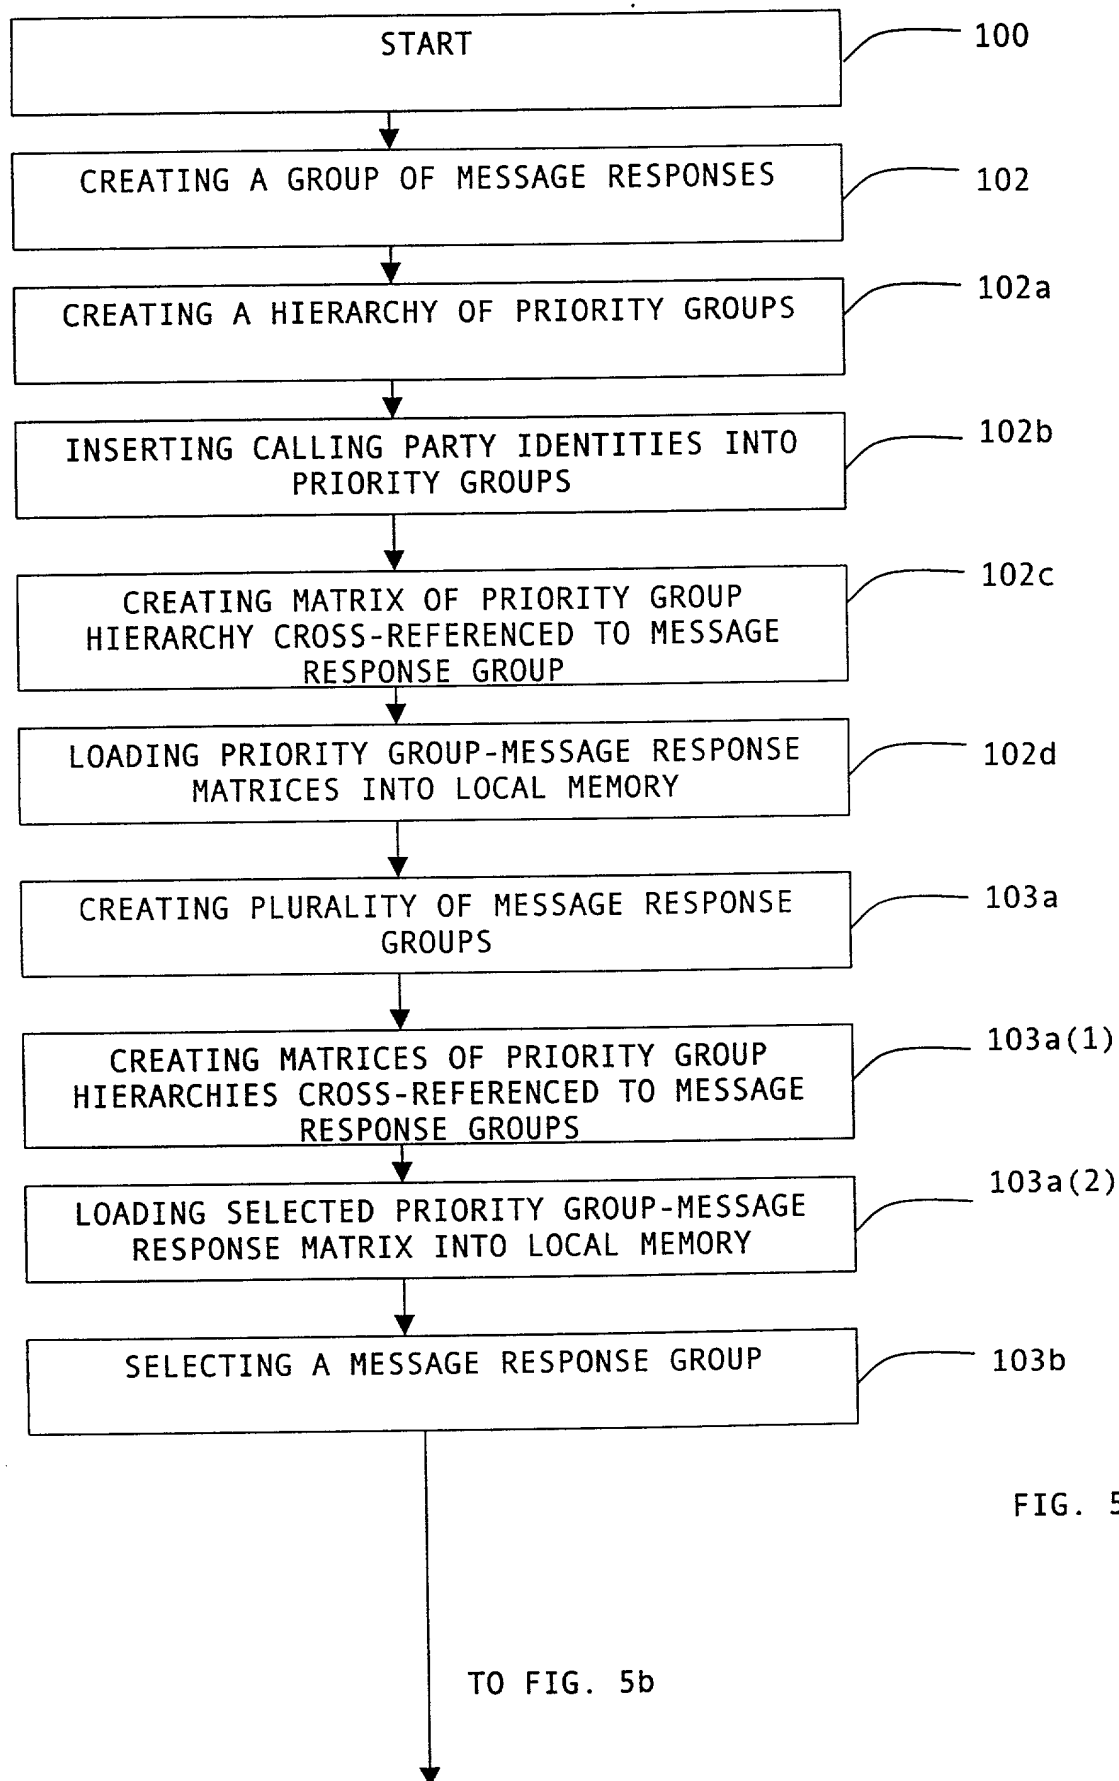 START
100
CREATING A GROUP OF MESSAGE RESPONSES
102
CREATING A HIERARCHY OF PRIORITY GROUPS
102a
INSERTING CALLING PARTY IDENTITIES INTO
PRIORITY GROUPS
102b
CREATING MATRIX OF PRIORITY GROUP
HIERARCHY CROSS-REFERENCED TO MESSAGE
RESPONSE GROUP
102c
LOADING PRIORITY GROUP-MESSAGE RESPONSE
MATRICES INTO LOCAL MEMORY
102d
CREATING PLURALITY OF MESSAGE RESPONSE
GROUPS
103a
CREATING MATRICES OF PRIORITY GROUP
HIERARCHIES CROSS-REFERENCED TO MESSAGE
RESPONSE GROUPS
103a(1)
LOADING SELECTED PRIORITY GROUP-MESSAGE
RESPONSE MATRIX INTO LOCAL MEMORY
103a(2)
SELECTING A MESSAGE RESPONSE GROUP
103b
FIG. 5
TO FIG. 5b